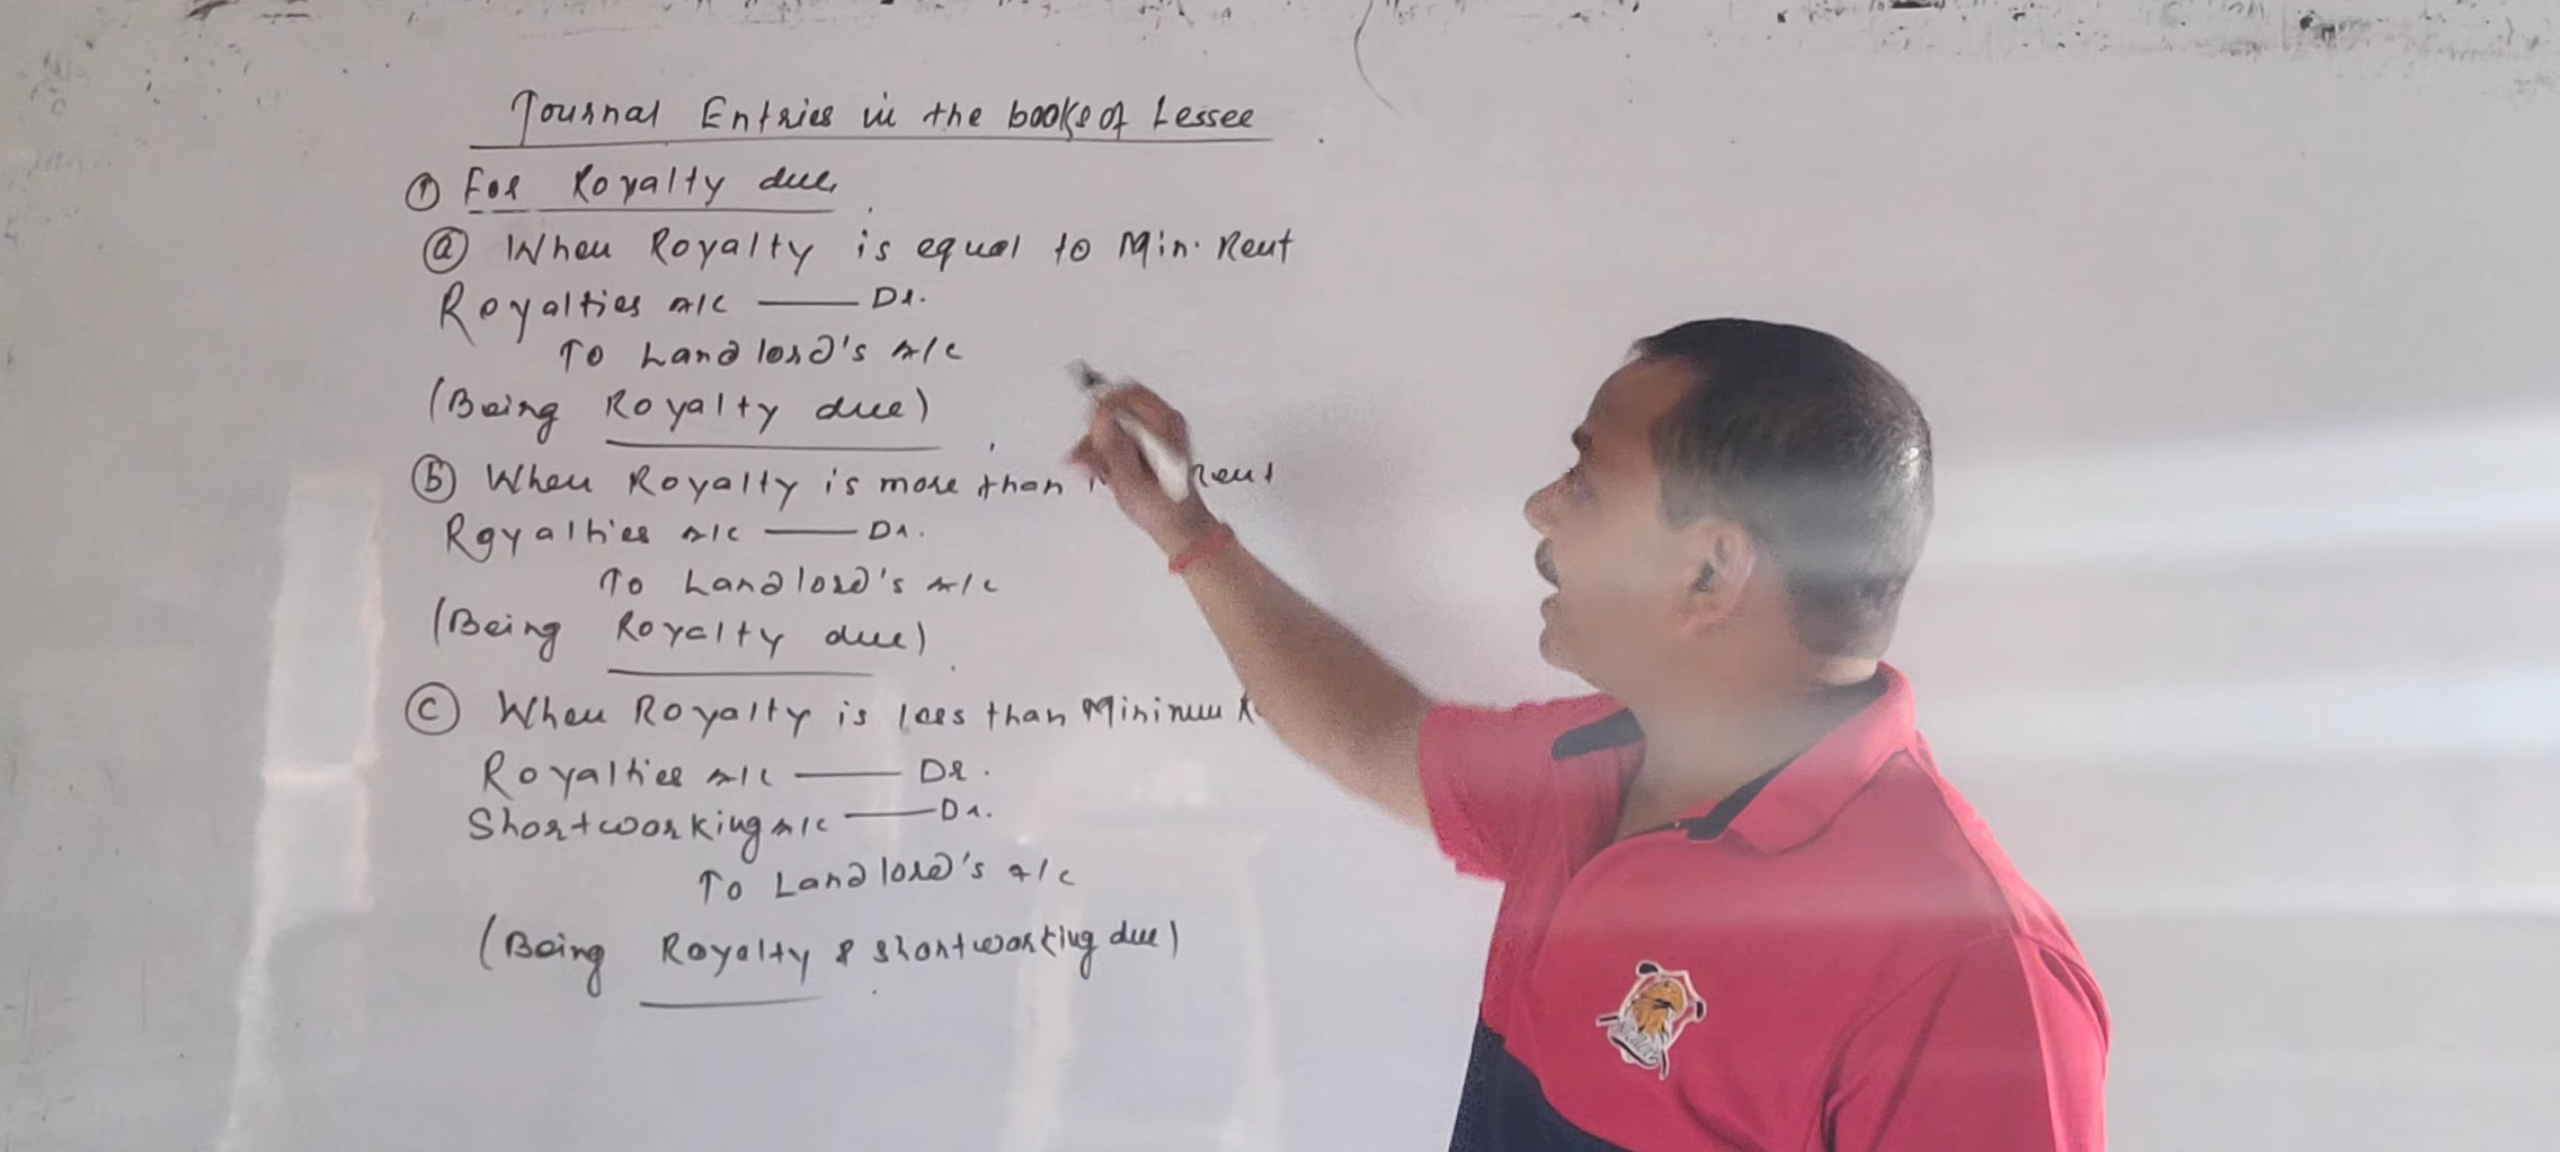 Journal Entries in the books of Lessee
① For Royalty due
ⓐ When Royalty is equal to Min. Rent
Royalties A/c —— Dr.
To Landlord's A/c
(Being Royalty due)
ⓑ When Royalty is more than Rent
Royalties A/c —— Dr.
To Landlord's A/c
(Being Royalty due)
ⓒ When Royalty is less than Minimum
Royalties A/c —— Dr.
Shortworking A/c —— Dr.
To Landlord's A/c
(Being Royalty & shortworking due)